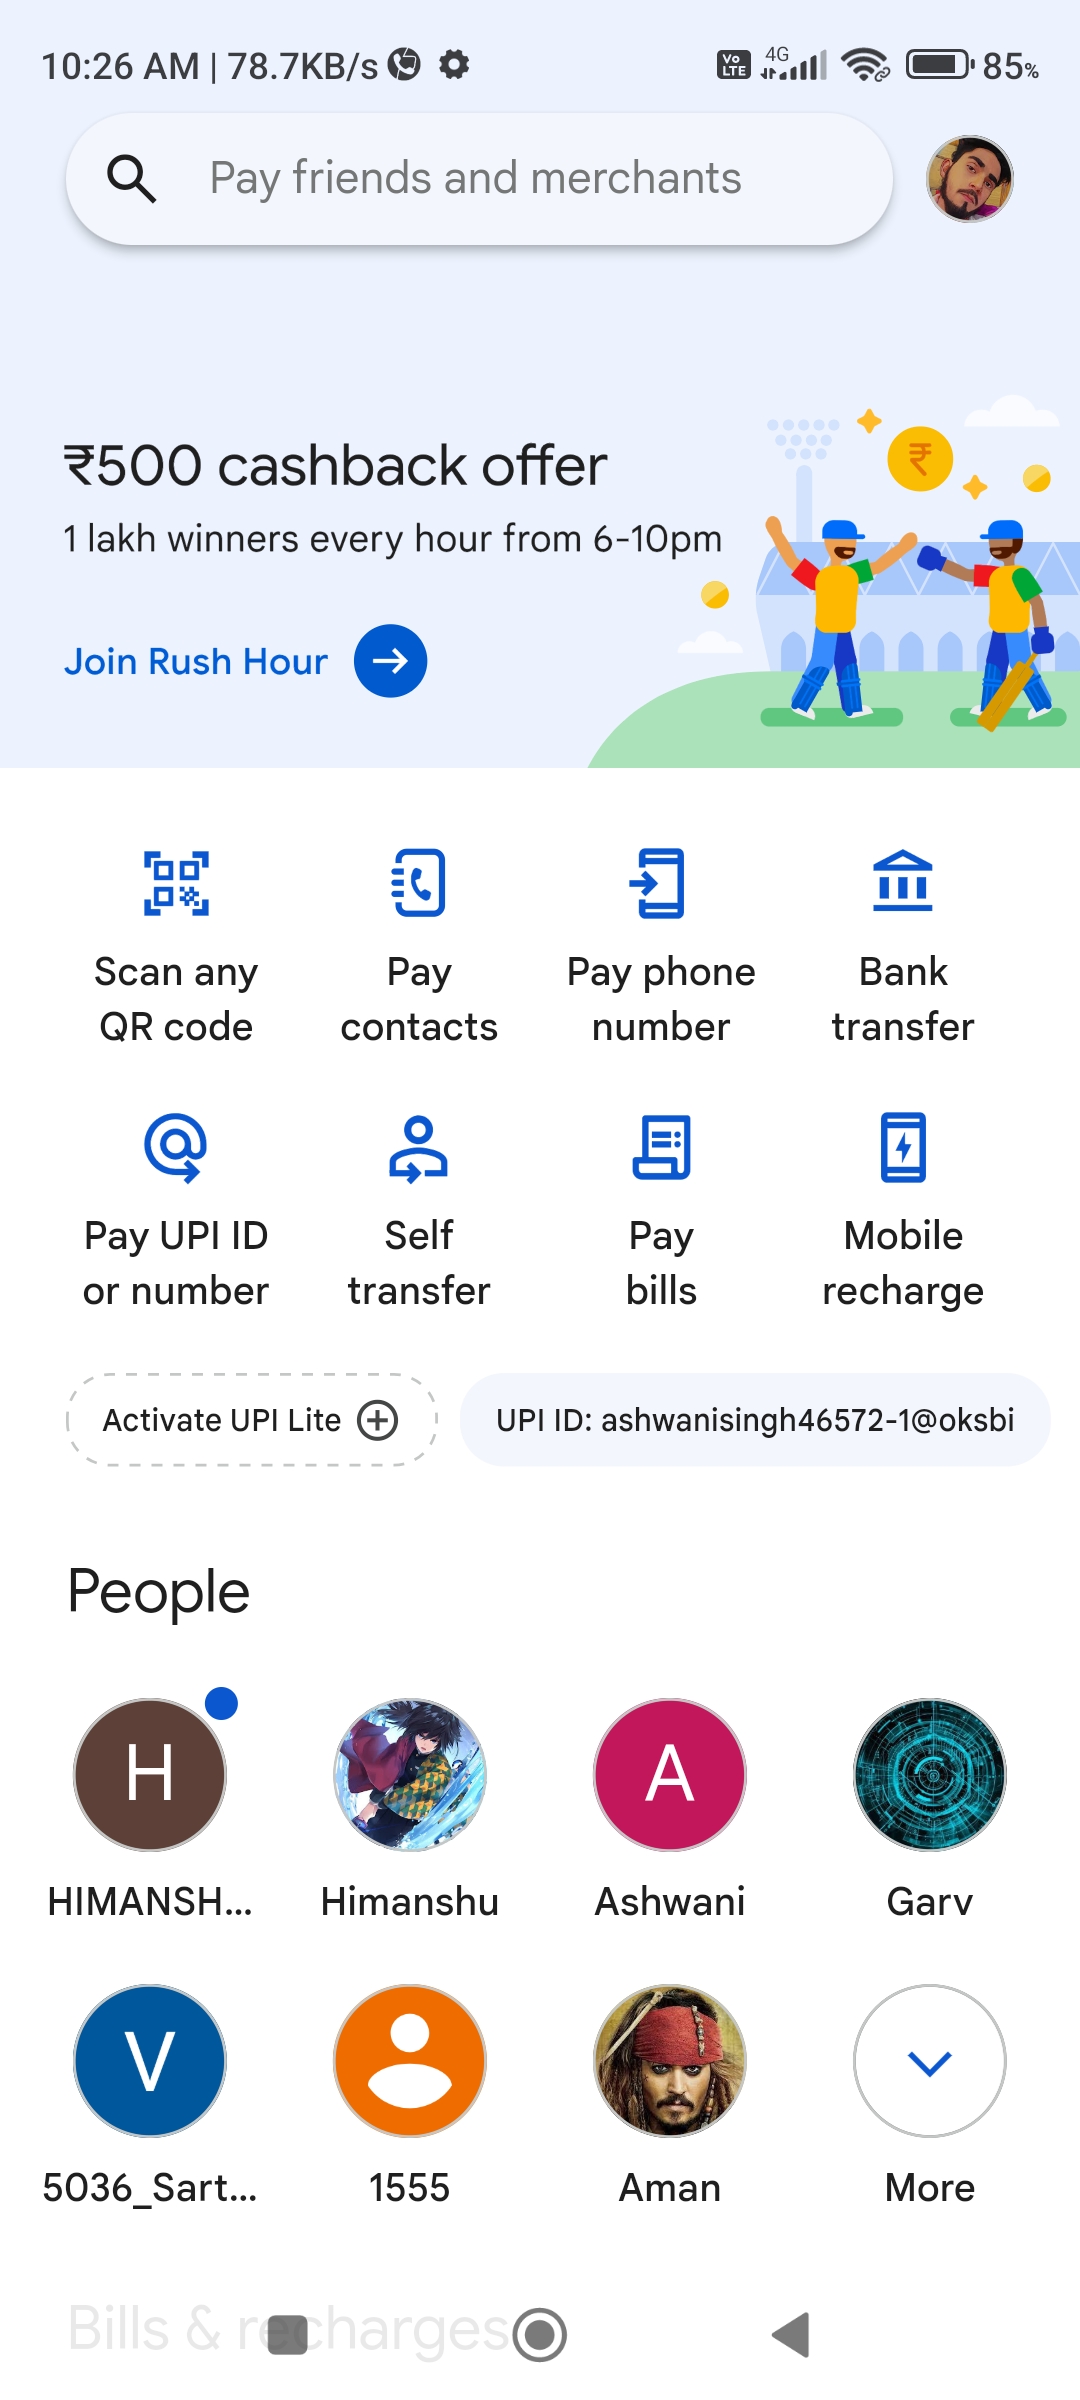 10:26 AM | 78.7KB/s
Vo LTE 4G 85%
Pay friends and merchants
₹500 cashback offer
₹
1 lakh winners every hour from 6-10pm
Join Rush Hour
Scan any QR code
Pay contacts
Pay phone number
Bank transfer
Pay UPI ID or number
Self transfer
Pay bills
Mobile recharge
Activate UPI Lite
UPI ID: ashwanisingh46572-1@oksbi
People
H
A
HIMANSH...
Himanshu
Ashwani
Garv
V
5036_Sart...
1555
Aman
More
Bills & recharges